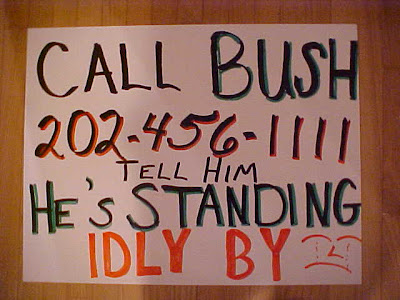 CALL BUSH
202-456-1111
TELL HIM
HE'S STANDING
IDLY BY